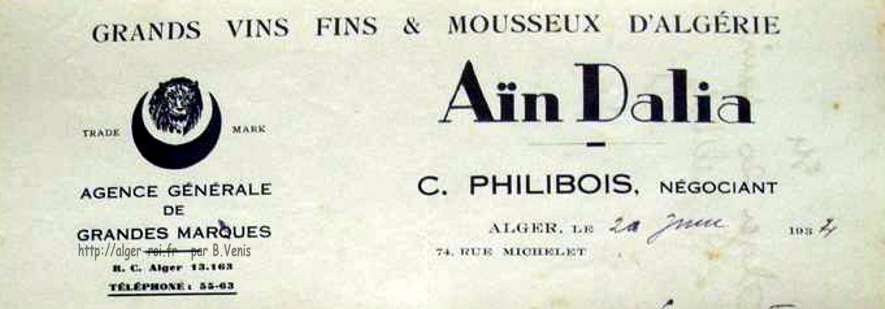 GRANDS VINS FINS & MOUSSEUX D'ALGÉRIE
Aïn Dalia
TRADE MARK
C. PHILIBOIS, NÉGOCIANT
AGENCE GÉNÉRALE
DE
GRANDES MARQUES
ALGER, LE 20 juin 1934
74, RUE MICHELET
http://alger-roi.fr par B.Venis
R. C. Alger 13.163
TÉLÉPHONE : 55-63